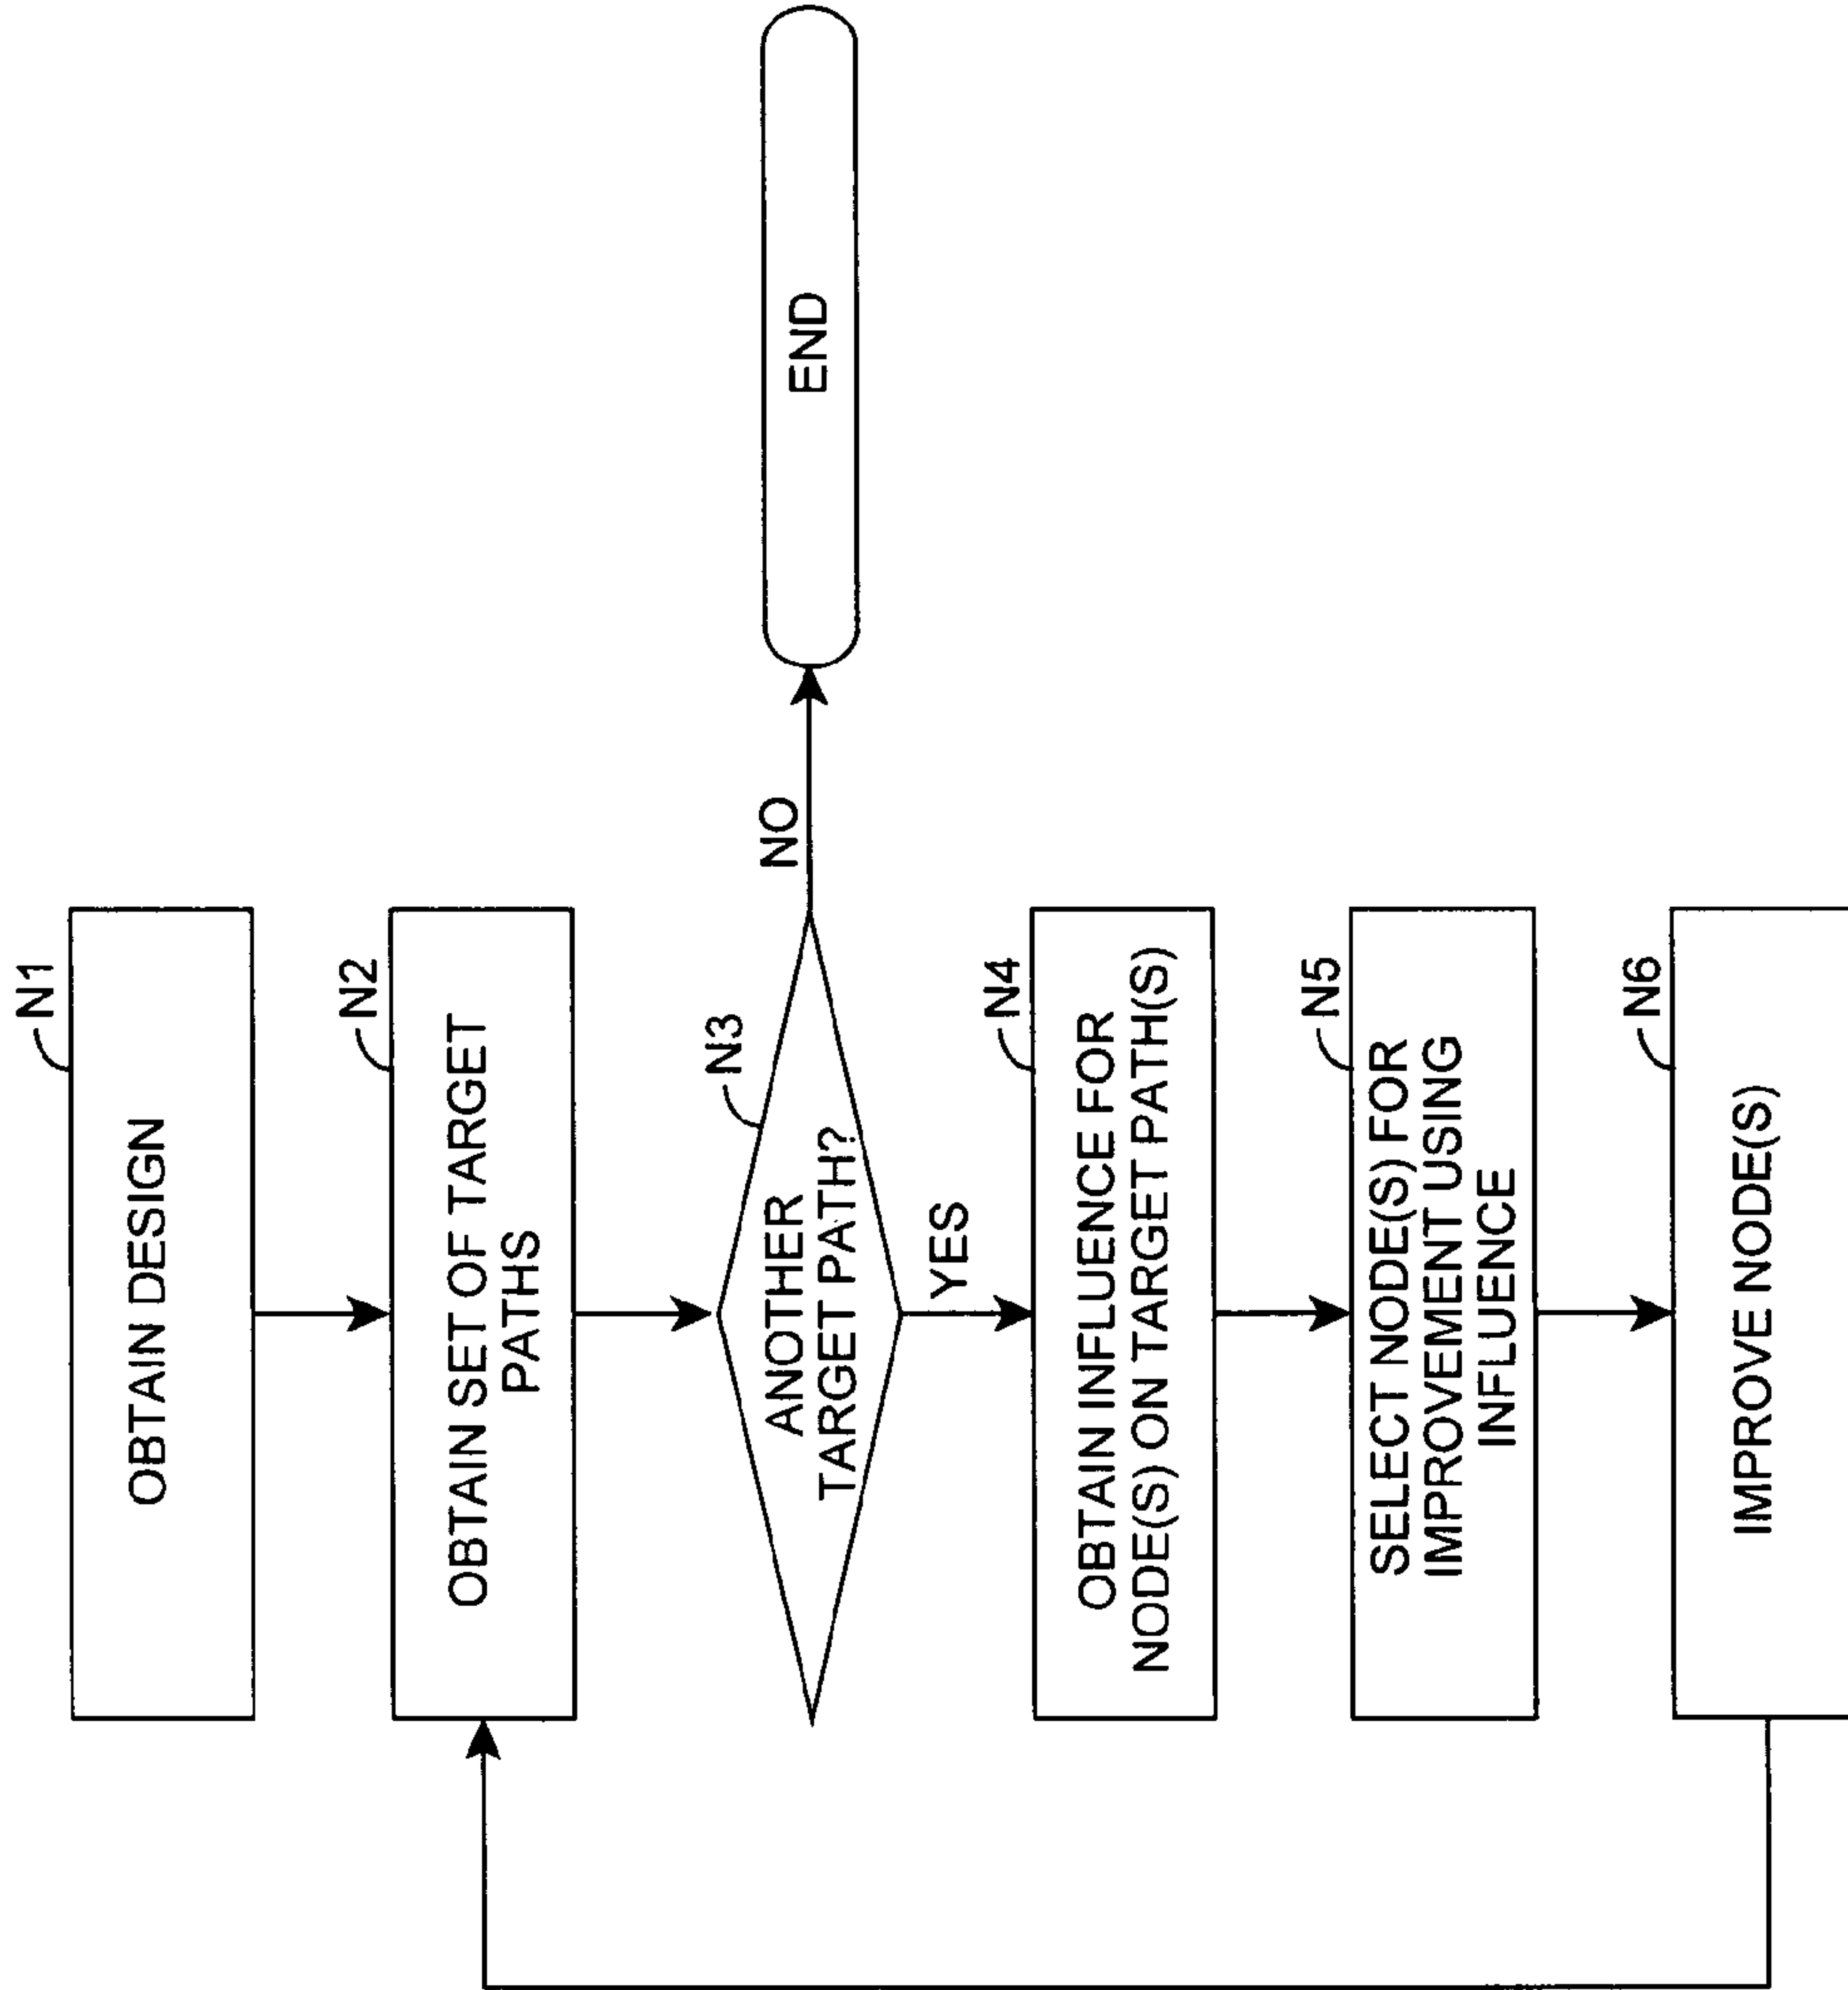 N1
OBTAIN DESIGN
N2
OBTAIN SET OF TARGET
PATHS
N3
ANOTHER
TARGET PATH?
NO
END
YES
N4
OBTAIN INFLUENCE FOR
NODE(S) ON TARGET PATH(S)
N5
SELECT NODE(S) FOR
IMPROVEMENT USING
INFLUENCE
N6
IMPROVE NODE(S)